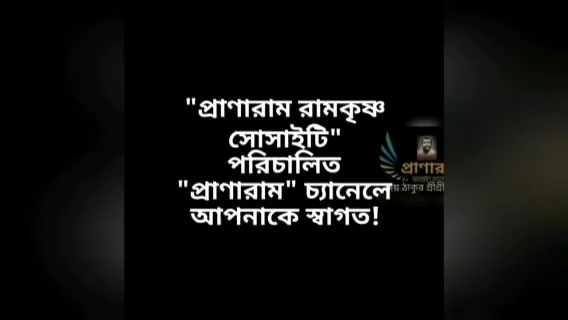 "প্রাণারাম রামকৃষ্ণ
সোসাইটি"
পরিচালিত
"প্রাণারাম" চ্যানেলে
আপনাকে স্বাগত!
প্রাণার
ঠাকুর শ্রীশ্রী